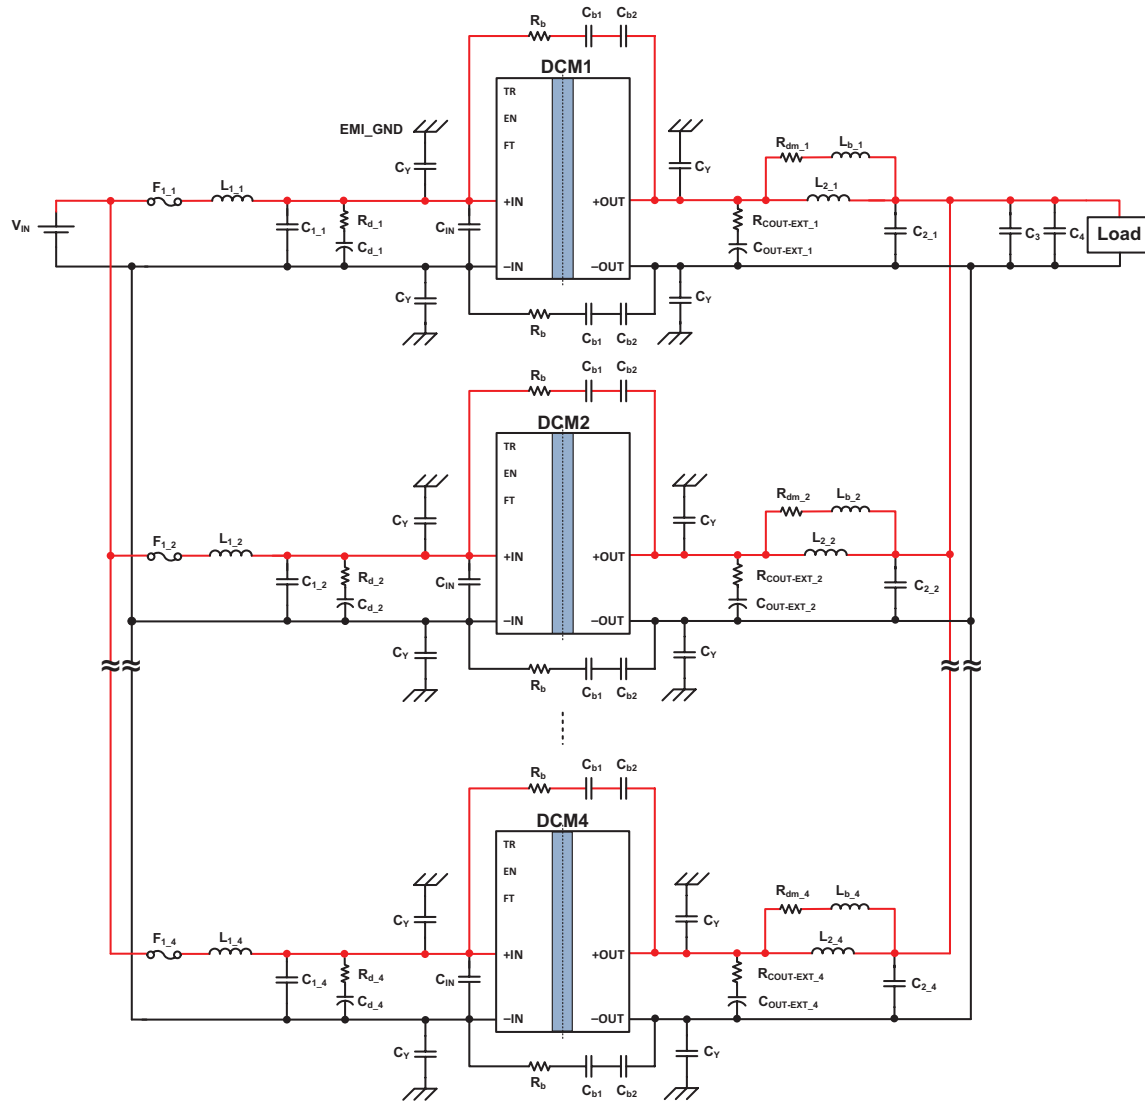 Rb Cb1 Cb2
DCM1
TR
EN
FT
EMI_GND
CY
CY
Rdm_1 Lb_1
F1_1 L1_1
L2_1
VIN
+IN
+OUT
C1_1
Rd_1
Cd_1
CIN
RCOUT-EXT_1
COUT-EXT_1
C2_1
C3
C4
Load
–IN
–OUT
CY
CY
Rb Cb1 Cb2
Rb Cb1 Cb2
DCM2
TR
EN
FT
CY
CY
Rdm_2 Lb_2
F1_2 L1_2
L2_2
+IN
+OUT
C1_2
Rd_2
Cd_2
CIN
RCOUT-EXT_2
COUT-EXT_2
C2_2
–IN
–OUT
CY
CY
Rb Cb1 Cb2
Rb Cb1 Cb2
DCM4
TR
EN
FT
CY
CY
Rdm_4 Lb_4
F1_4 L1_4
L2_4
+IN
+OUT
C1_4
Rd_4
Cd_4
CIN
RCOUT-EXT_4
COUT-EXT_4
C2_4
–IN
–OUT
CY
CY
Rb Cb1 Cb2